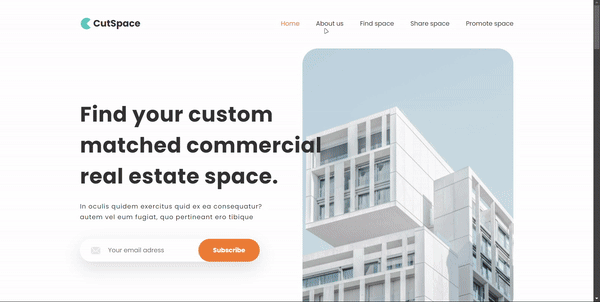 CutSpace
Home About us Find space Share space Promote space
Find your custom
matched commercial
real estate space.
In oculis quidem exercitus quid ex ea consequatur?
autem vel eum fugiat, quo pertineant ero tibique
Your email adress Subscribe